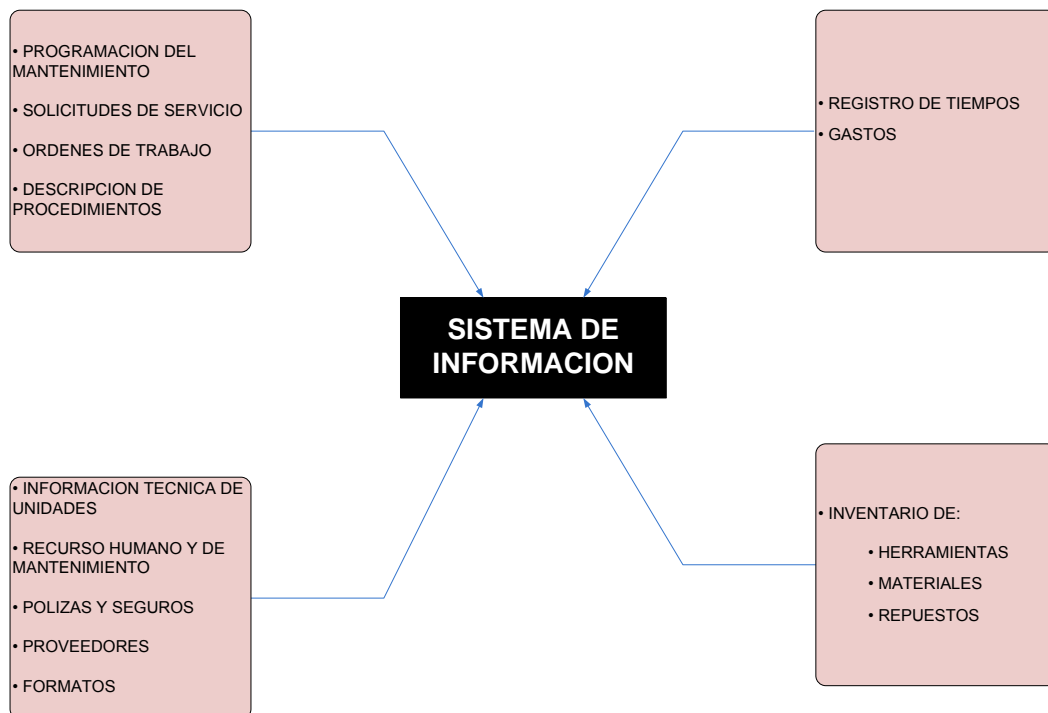 • PROGRAMACION DEL
MANTENIMIENTO
• SOLICITUDES DE SERVICIO
• ORDENES DE TRABAJO
• DESCRIPCION DE
PROCEDIMIENTOS
• REGISTRO DE TIEMPOS
• GASTOS
SISTEMA DE
INFORMACION
• INFORMACION TECNICA DE
UNIDADES
• RECURSO HUMANO Y DE
MANTENIMIENTO
• POLIZAS Y SEGUROS
• PROVEEDORES
• FORMATOS
• INVENTARIO DE:
• HERRAMIENTAS
• MATERIALES
• REPUESTOS